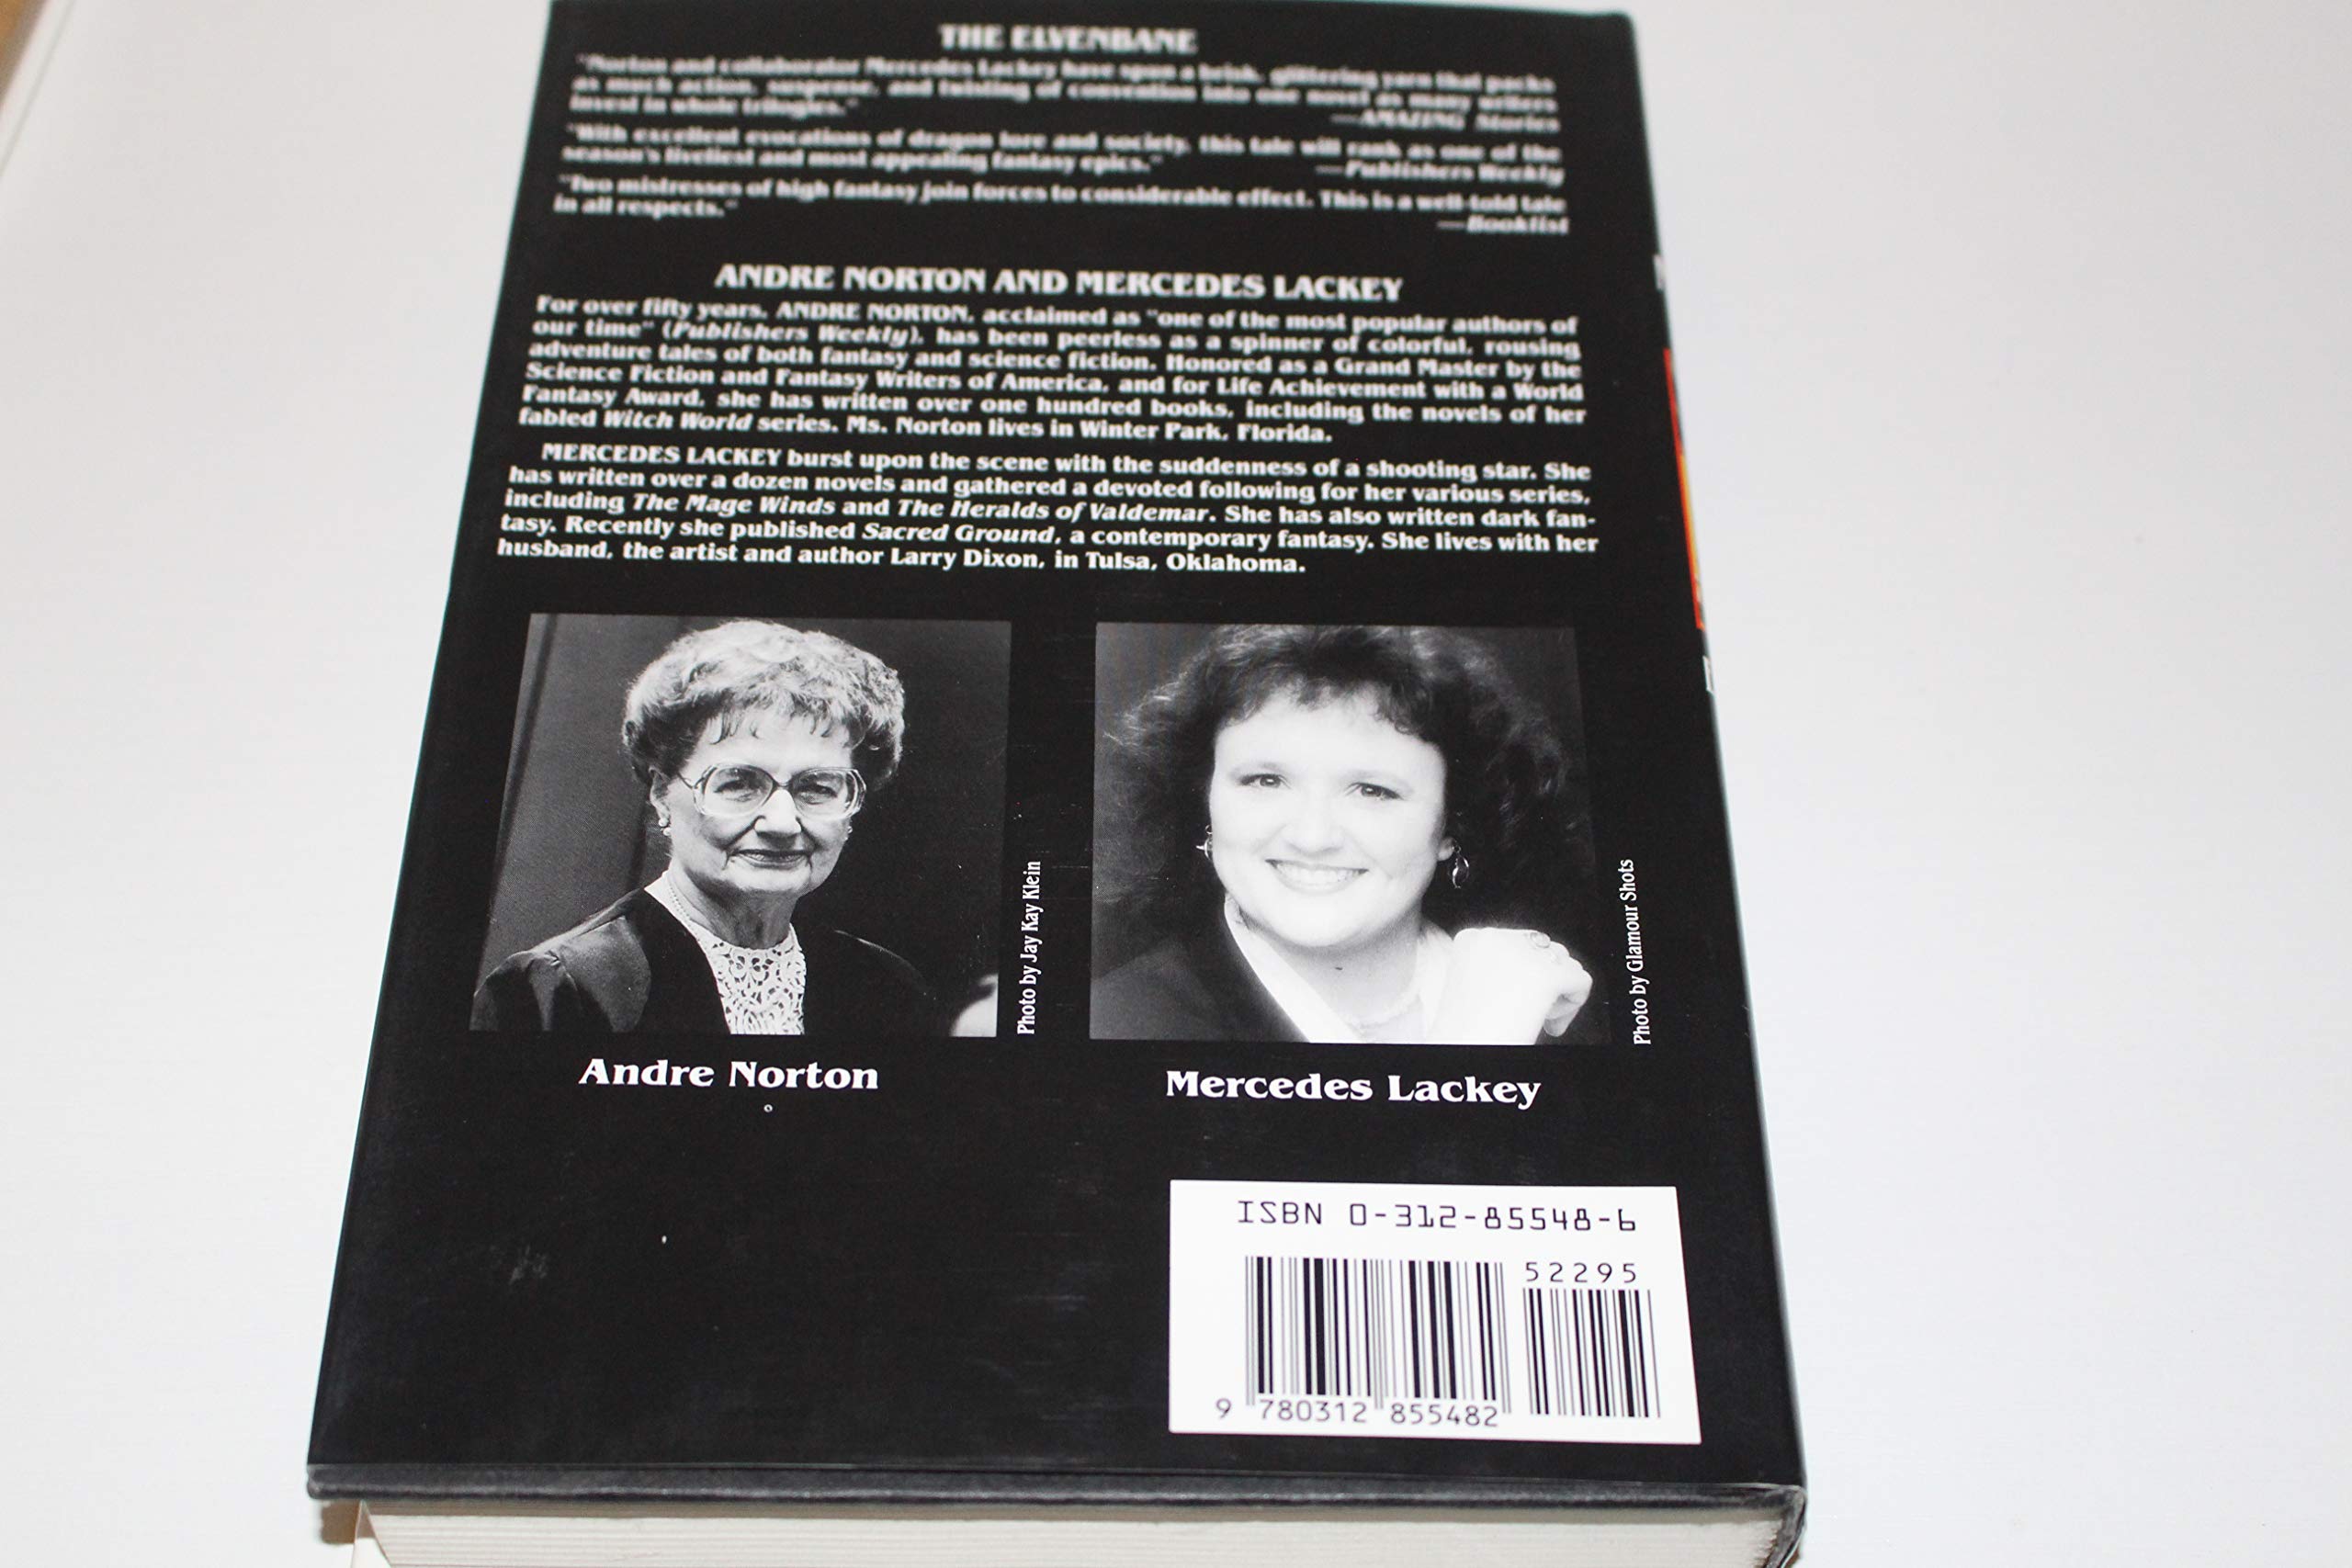 THE ELVENBANE
"Norton and collaborator Mercedes Lackey have spun a brisk, glittering yarn that packs
as much action, suspense, and twisting of convention into one novel as many writers
invest in whole trilogies."
—AMAZING Stories
"With excellent evocations of dragon lore and society, this tale will rank as one of the
season's liveliest and most appealing fantasy epics."
—Publishers Weekly
"Two mistresses of high fantasy join forces to considerable effect. This is a well-told tale
in all respects."
—Booklist
ANDRE NORTON AND MERCEDES LACKEY
For over fifty years, ANDRE NORTON, acclaimed as "one of the most popular authors of
our time" (Publishers Weekly), has been peerless as a spinner of colorful, rousing
adventure tales of both fantasy and science fiction. Honored as a Grand Master by the
Science Fiction and Fantasy Writers of America, and for Life Achievement with a World
Fantasy Award, she has written over one hundred books, including the novels of her
fabled Witch World series. Ms. Norton lives in Winter Park, Florida.
MERCEDES LACKEY burst upon the scene with the suddenness of a shooting star. She
has written over a dozen novels and gathered a devoted following for her various series,
including The Mage Winds and The Heralds of Valdemar. She has also written dark fan-
tasy. Recently she published Sacred Ground, a contemporary fantasy. She lives with her
husband, the artist and author Larry Dixon, in Tulsa, Oklahoma.
Photo by Jay Kay Klein
Photo by Glamour Shots
Andre Norton
Mercedes Lackey
ISBN 0-312-85548-6
52295
9 780312 855482